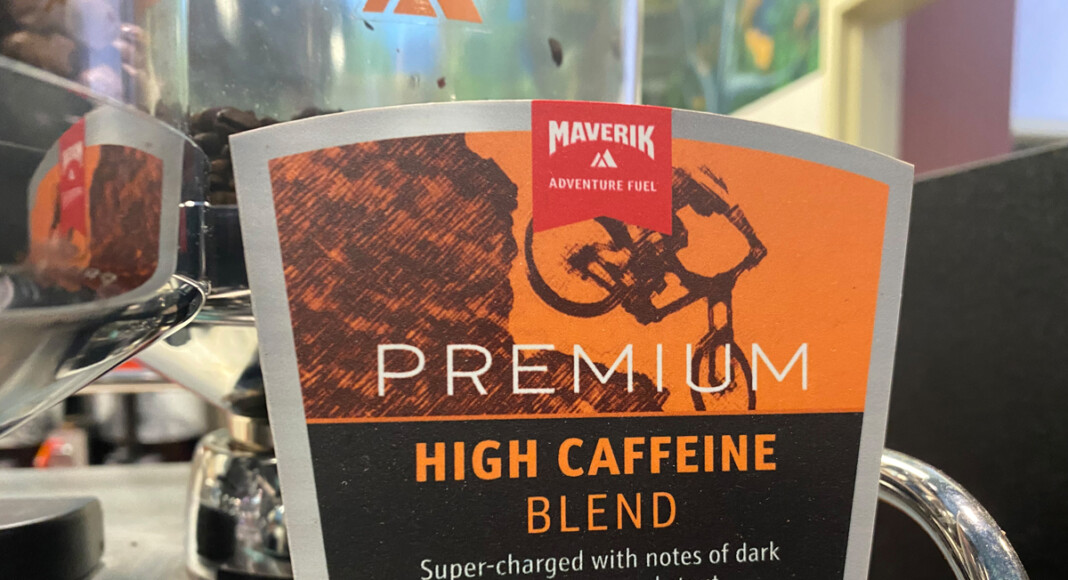 MAVERIK
ADVENTURE FUEL
PREMIUM
HIGH CAFFEINE
BLEND
Super-charged with notes of dark